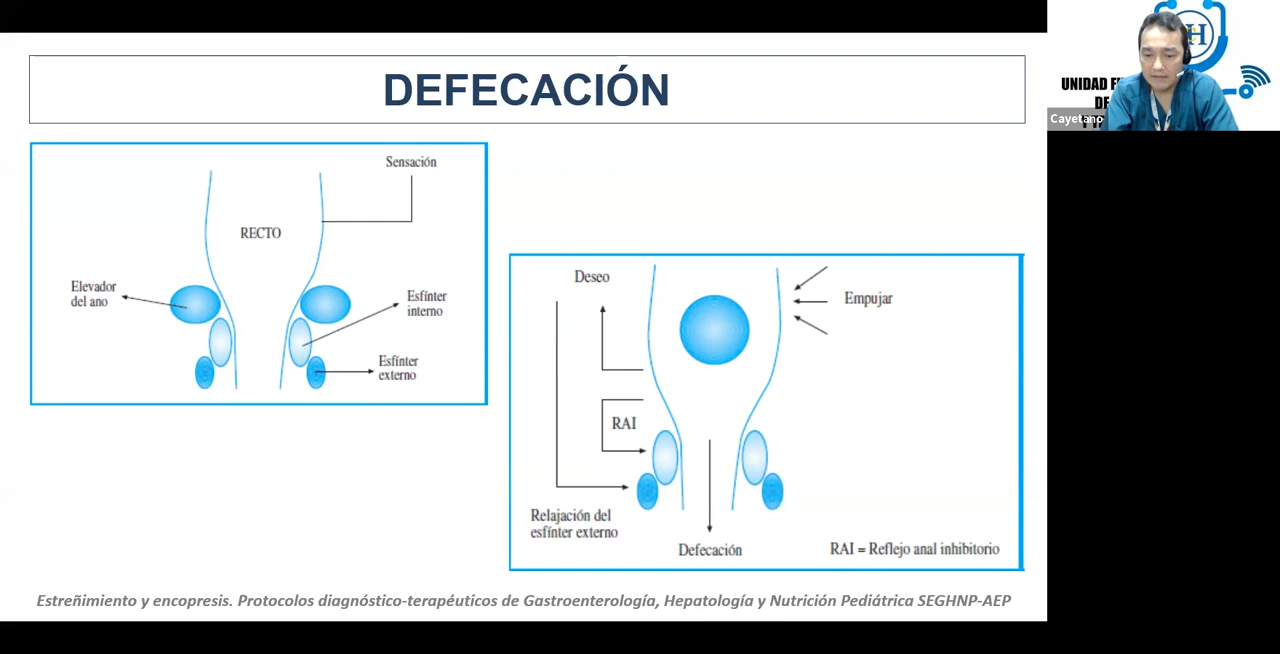 DEFECACIÓN
Sensación
RECTO
Elevador
del ano
Esfínter
interno
Esfínter
externo
Deseo
Empujar
RAI
Relajación del
esfínter externo
Defecación
RAI = Reflejo anal inhibitorio
Estreñimiento y encopresis. Protocolos diagnóstico-terapéuticos de Gastroenterología, Hepatología y Nutrición Pediátrica SEGHNP-AEP
UNIDAD
DE
Cayetano